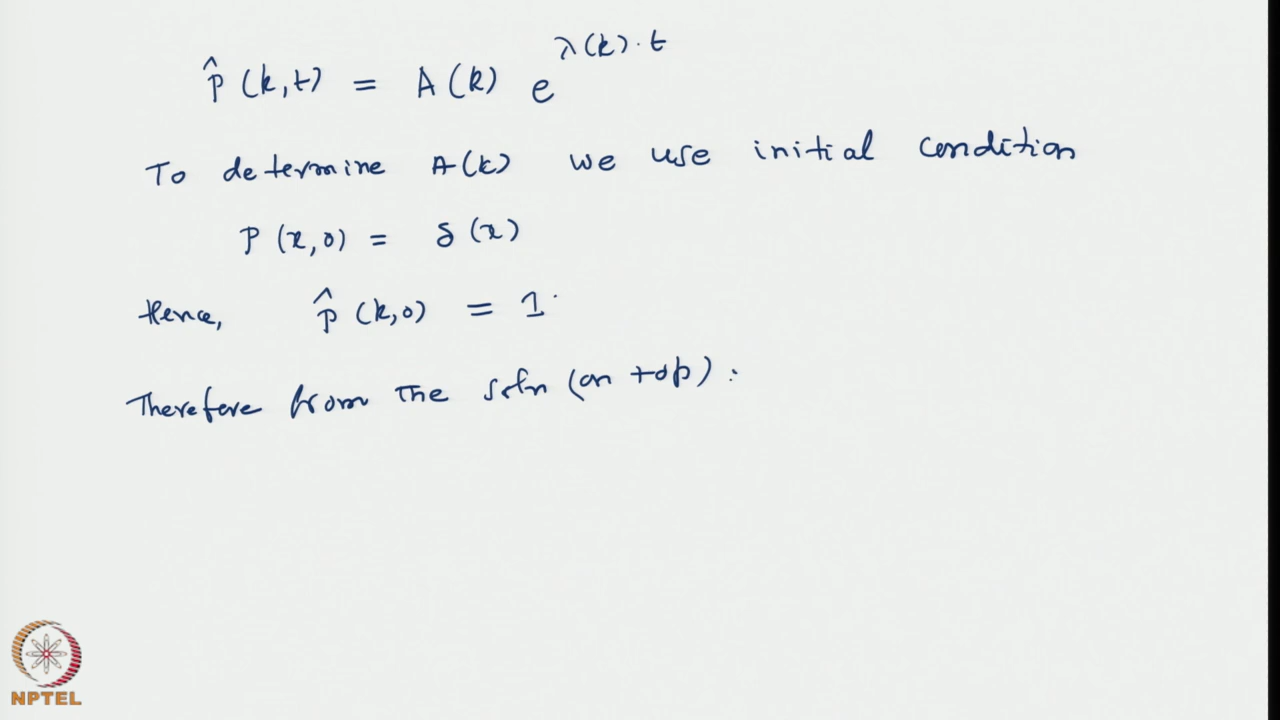 p̂(k,t) = A(k) e^{λ(k)·t}
To determine A(k) we use initial condition
P(x,0) = δ(x)
Hence, p̂(k,0) = 1.
Therefore from the soln (on top):
NPTEL